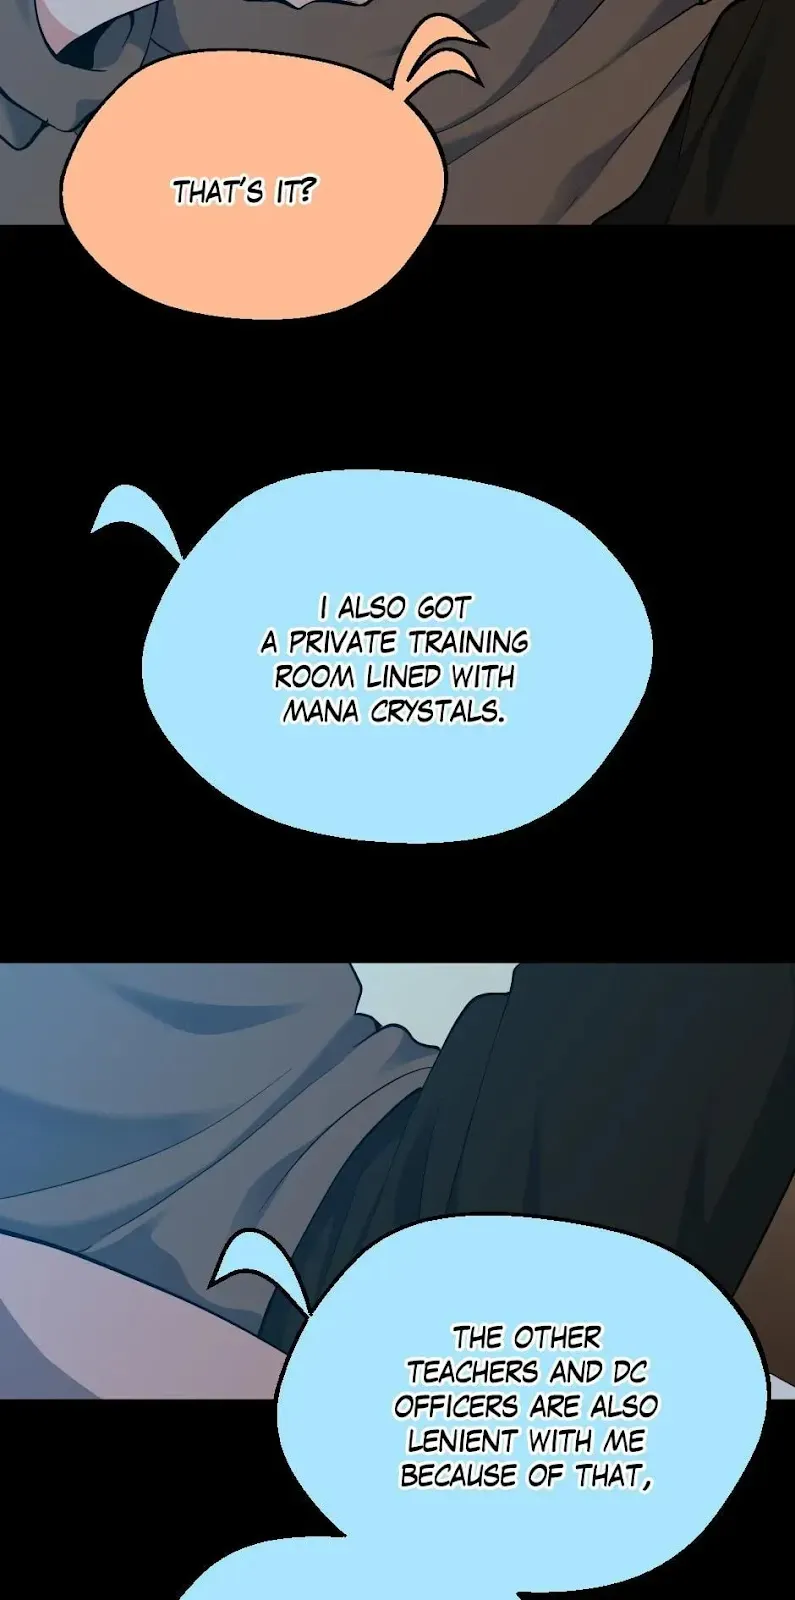 THAT'S IT?
I ALSO GOT
A PRIVATE TRAINING
ROOM LINED WITH
MANA CRYSTALS.
THE OTHER
TEACHERS AND DC
OFFICERS ARE ALSO
LENIENT WITH ME
BECAUSE OF THAT,